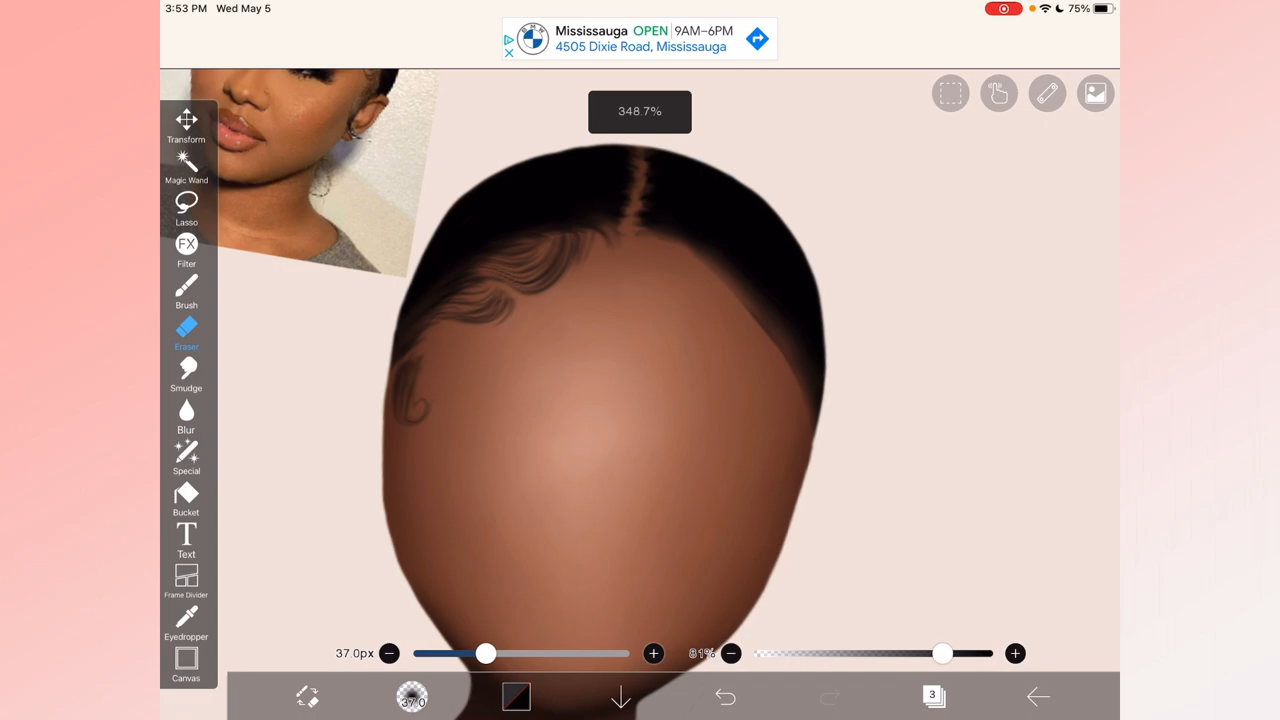 3:53 PM Wed May 5
75%
BMW
Mississauga OPEN 9AM–6PM
4505 Dixie Road, Mississauga
348.7%
Transform
Magic Wand
Lasso
FX
Filter
Brush
Eraser
Smudge
Blur
Special
Bucket
T
Text
Frame Divider
Eyedropper
Canvas
37.0px
81%
37.0
3